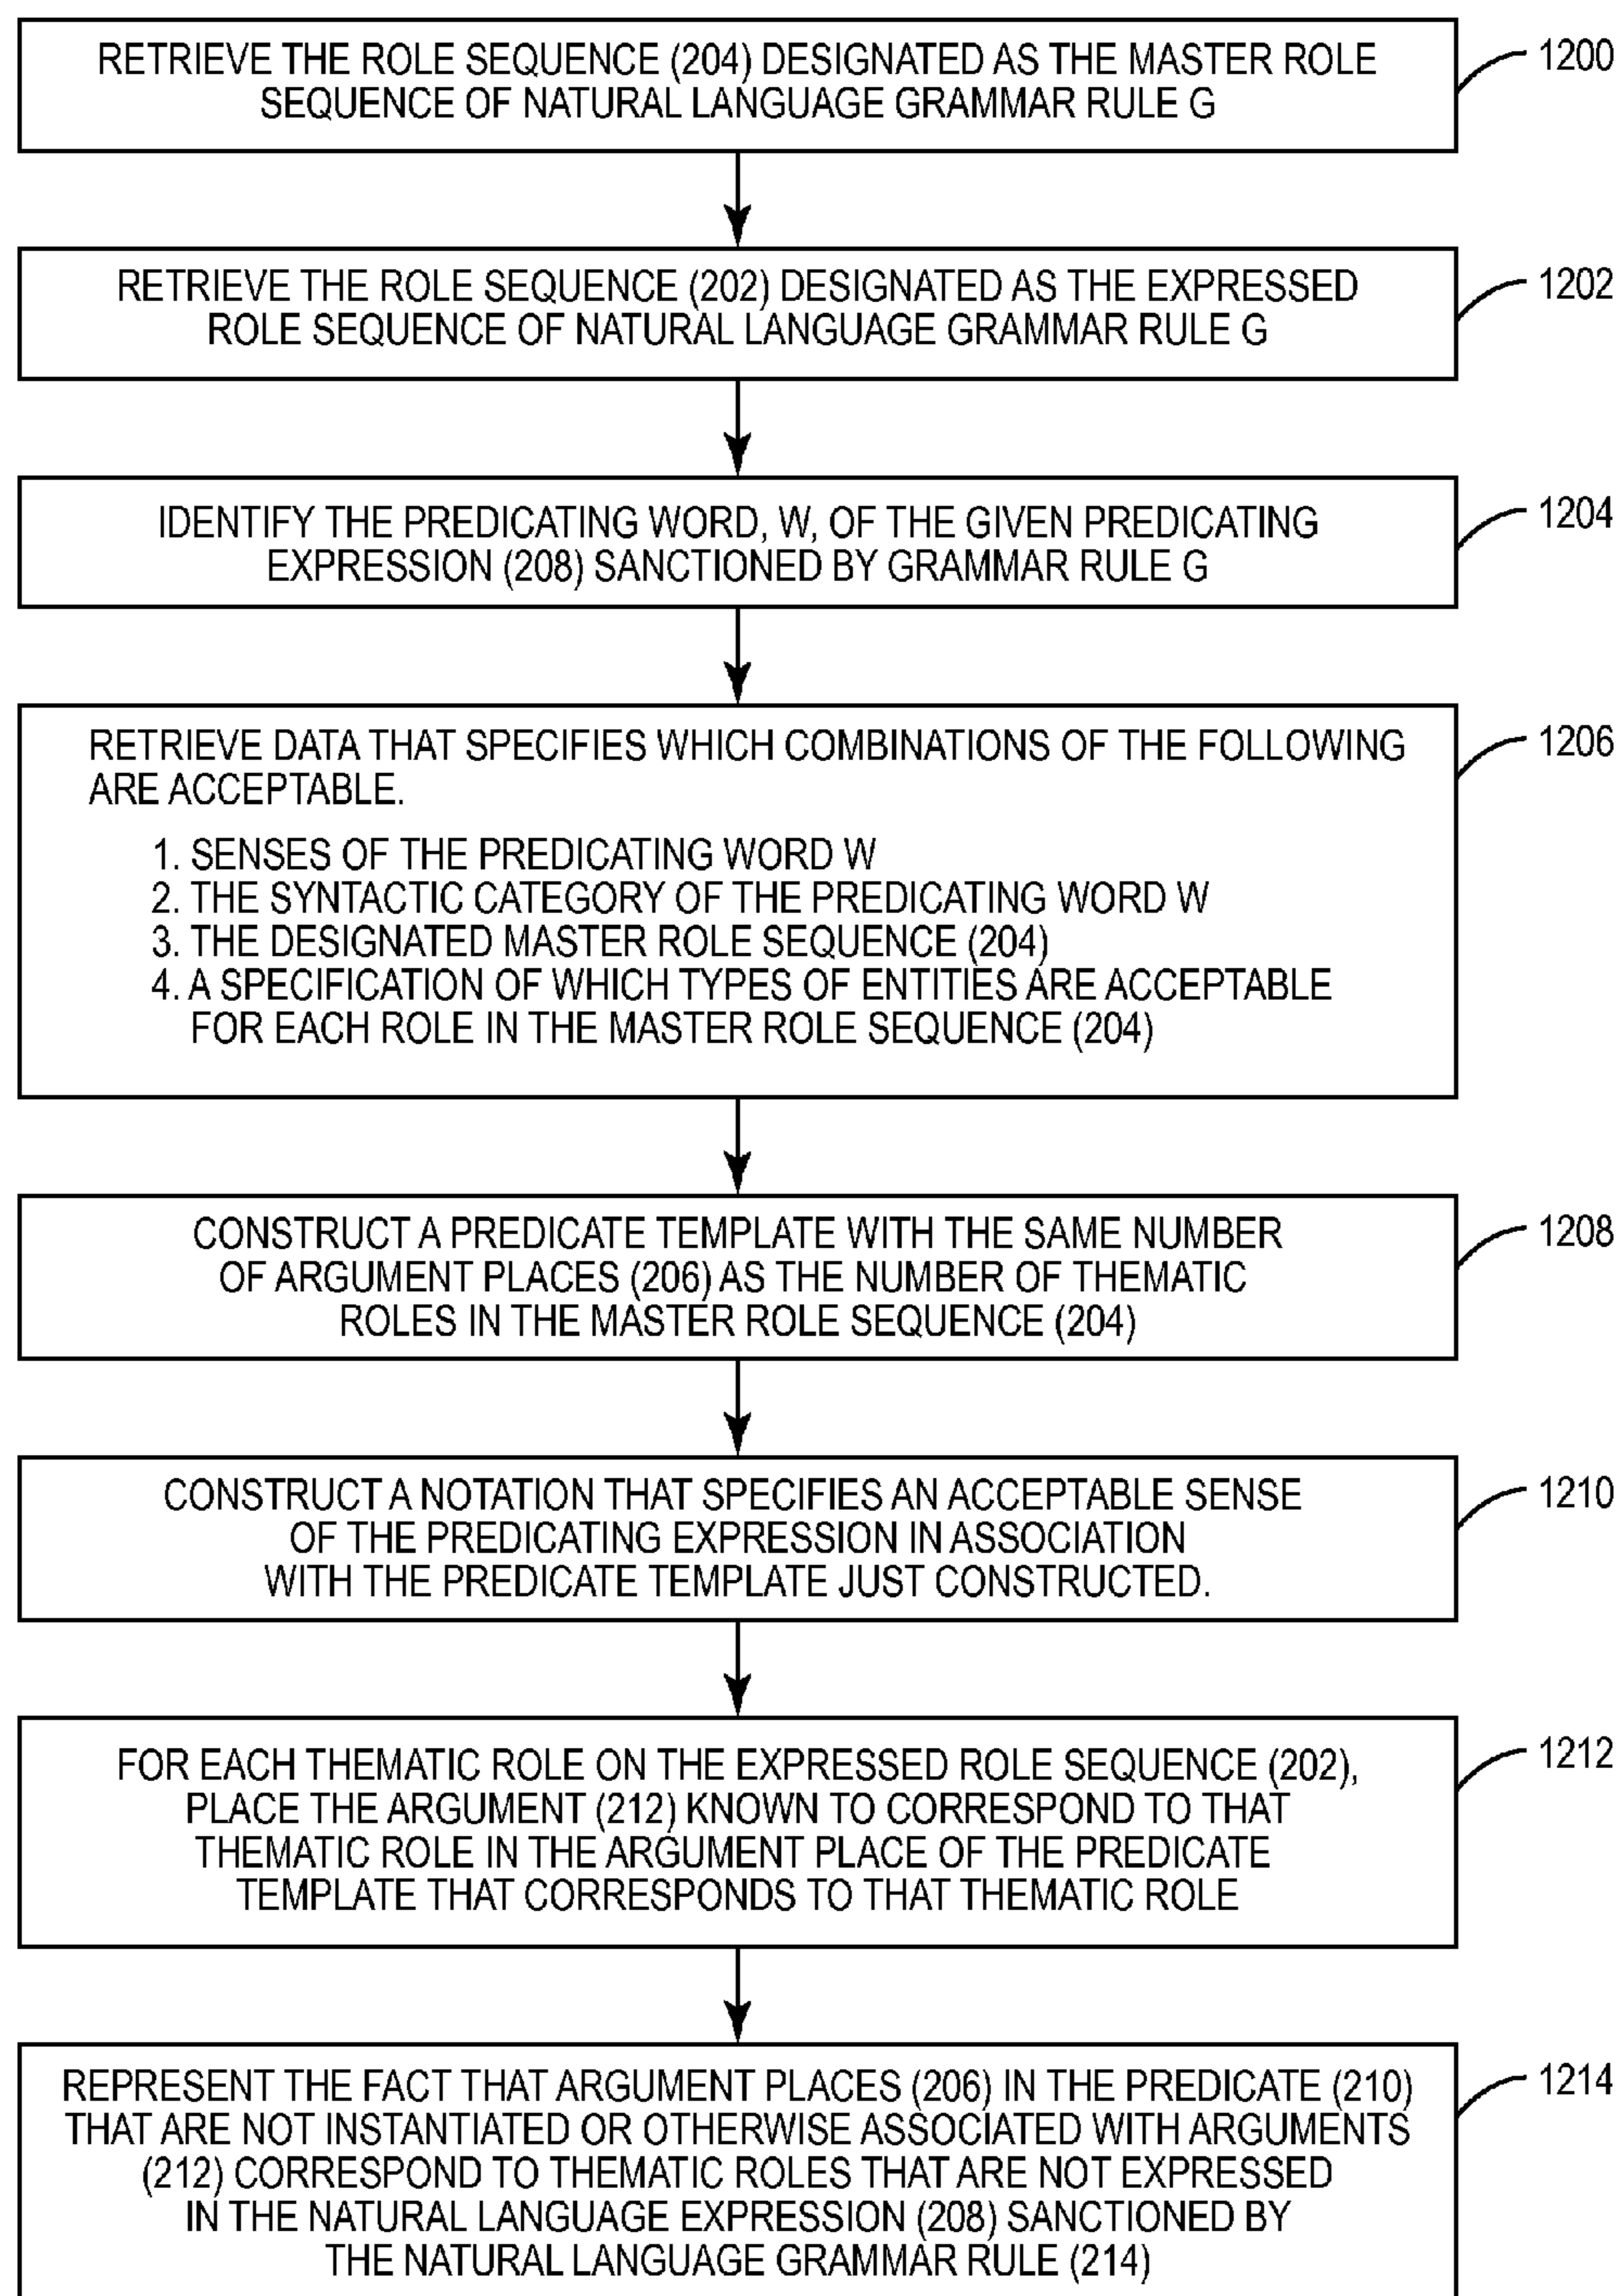 RETRIEVE THE ROLE SEQUENCE (204) DESIGNATED AS THE MASTER ROLE
SEQUENCE OF NATURAL LANGUAGE GRAMMAR RULE G
1200
RETRIEVE THE ROLE SEQUENCE (202) DESIGNATED AS THE EXPRESSED
ROLE SEQUENCE OF NATURAL LANGUAGE GRAMMAR RULE G
1202
IDENTIFY THE PREDICATING WORD, W, OF THE GIVEN PREDICATING
EXPRESSION (208) SANCTIONED BY GRAMMAR RULE G
1204
RETRIEVE DATA THAT SPECIFIES WHICH COMBINATIONS OF THE FOLLOWING
ARE ACCEPTABLE.
1. SENSES OF THE PREDICATING WORD W
2. THE SYNTACTIC CATEGORY OF THE PREDICATING WORD W
3. THE DESIGNATED MASTER ROLE SEQUENCE (204)
4. A SPECIFICATION OF WHICH TYPES OF ENTITIES ARE ACCEPTABLE
FOR EACH ROLE IN THE MASTER ROLE SEQUENCE (204)
1206
CONSTRUCT A PREDICATE TEMPLATE WITH THE SAME NUMBER
OF ARGUMENT PLACES (206) AS THE NUMBER OF THEMATIC
ROLES IN THE MASTER ROLE SEQUENCE (204)
1208
CONSTRUCT A NOTATION THAT SPECIFIES AN ACCEPTABLE SENSE
OF THE PREDICATING EXPRESSION IN ASSOCIATION
WITH THE PREDICATE TEMPLATE JUST CONSTRUCTED.
1210
FOR EACH THEMATIC ROLE ON THE EXPRESSED ROLE SEQUENCE (202),
PLACE THE ARGUMENT (212) KNOWN TO CORRESPOND TO THAT
THEMATIC ROLE IN THE ARGUMENT PLACE OF THE PREDICATE
TEMPLATE THAT CORRESPONDS TO THAT THEMATIC ROLE
1212
REPRESENT THE FACT THAT ARGUMENT PLACES (206) IN THE PREDICATE (210)
THAT ARE NOT INSTANTIATED OR OTHERWISE ASSOCIATED WITH ARGUMENTS
(212) CORRESPOND TO THEMATIC ROLES THAT ARE NOT EXPRESSED
IN THE NATURAL LANGUAGE EXPRESSION (208) SANCTIONED BY
THE NATURAL LANGUAGE GRAMMAR RULE (214)
1214